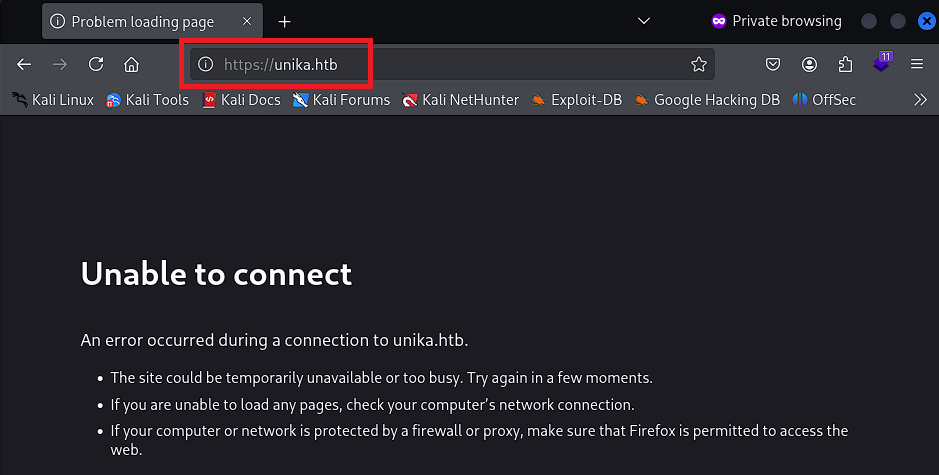 Problem loading page
Private browsing
https://unika.htb
11
Kali Linux Kali Tools Kali Docs Kali Forums Kali NetHunter Exploit-DB Google Hacking DB OffSec
Unable to connect
An error occurred during a connection to unika.htb.
• The site could be temporarily unavailable or too busy. Try again in a few moments.
• If you are unable to load any pages, check your computer’s network connection.
• If your computer or network is protected by a firewall or proxy, make sure that Firefox is permitted to access the
web.